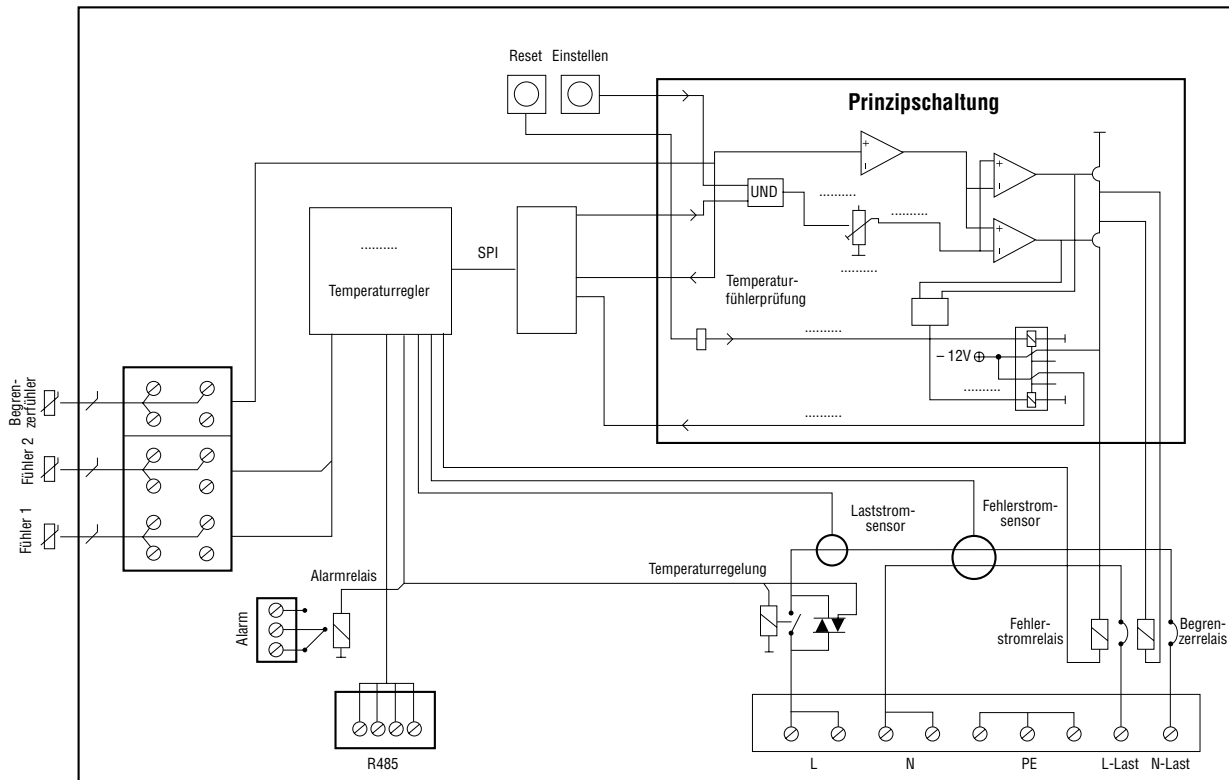 Reset
Einstellen
Prinzipschaltung
UND
..........
..........
..........
..........
SPI
Temperaturregler
Temperatur-
fühlerprüfung
..........
– 12V
..........
..........
Begren-
zerfühler
Fühler 2
Fühler 1
Laststrom-
sensor
Fehlerstrom-
sensor
Alarmrelais
Temperaturregelung
Alarm
Fehler-
stromrelais
Begren-
zerrelais
R485
L
N
PE
L-Last
N-Last